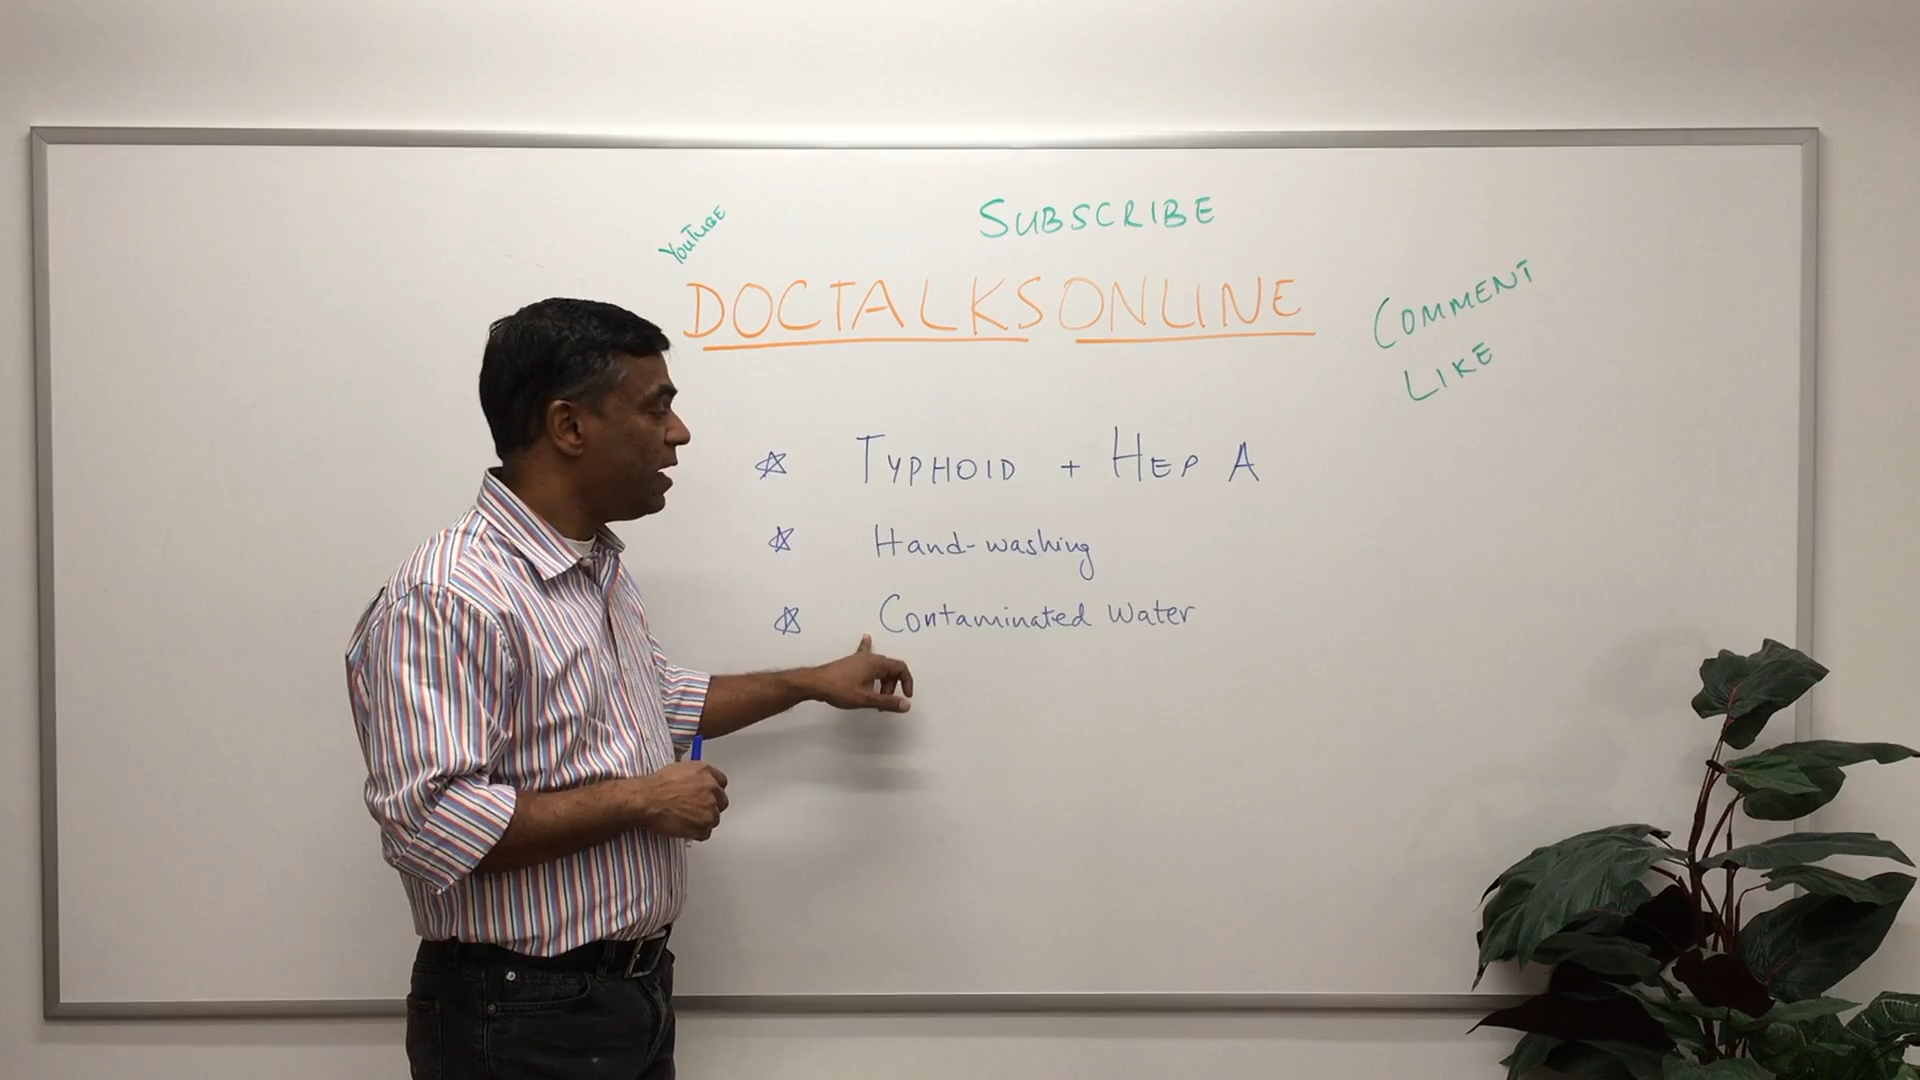 YOUTUBE
SUBSCRIBE
DOCTALKSONLINE
COMMENT
LIKE
TYPHOID + HEP A
Hand-washing
Contaminated Water